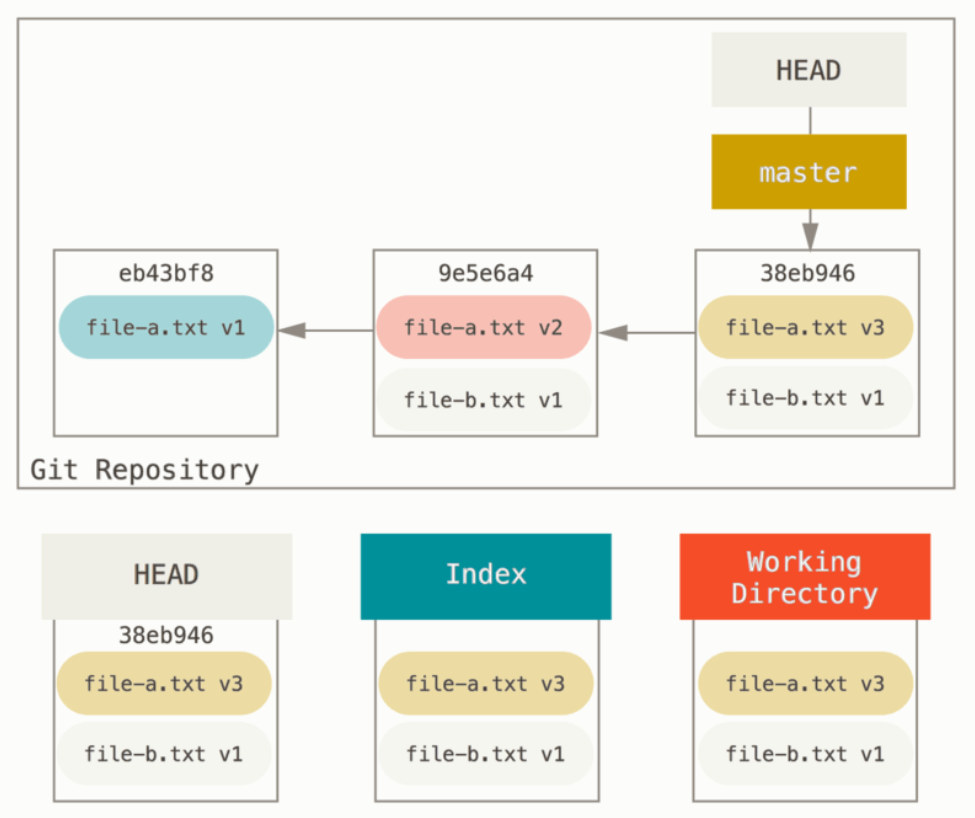 HEAD
master
eb43bf8
9e5e6a4
38eb946
file-a.txt v1
file-a.txt v2
file-a.txt v3
file-b.txt v1
file-b.txt v1
Git Repository
HEAD
Index
Working
Directory
38eb946
file-a.txt v3
file-a.txt v3
file-a.txt v3
file-b.txt v1
file-b.txt v1
file-b.txt v1